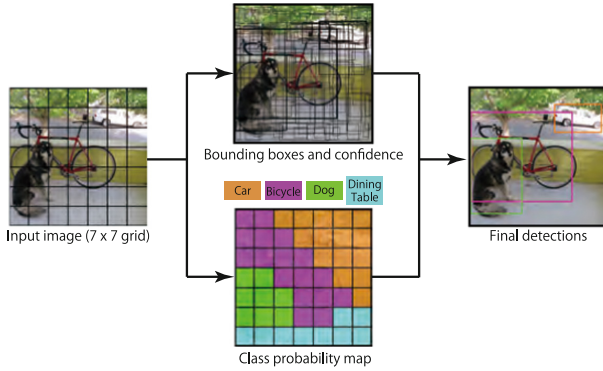 Bounding boxes and confidence
Car
Bicycle
Dog
Dining
Table
Input image (7 x 7 grid)
Final detections
Class probability map